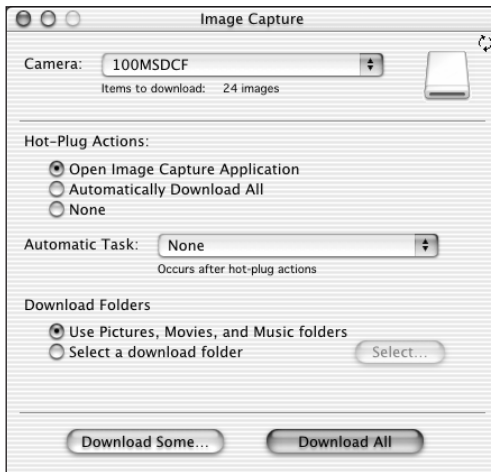 Image Capture
Camera: 100MSDCF
Items to download: 24 images
Hot-Plug Actions:
Open Image Capture Application
Automatically Download All
None
Automatic Task: None
Occurs after hot-plug actions
Download Folders
Use Pictures, Movies, and Music folders
Select a download folder Select...
Download Some... Download All